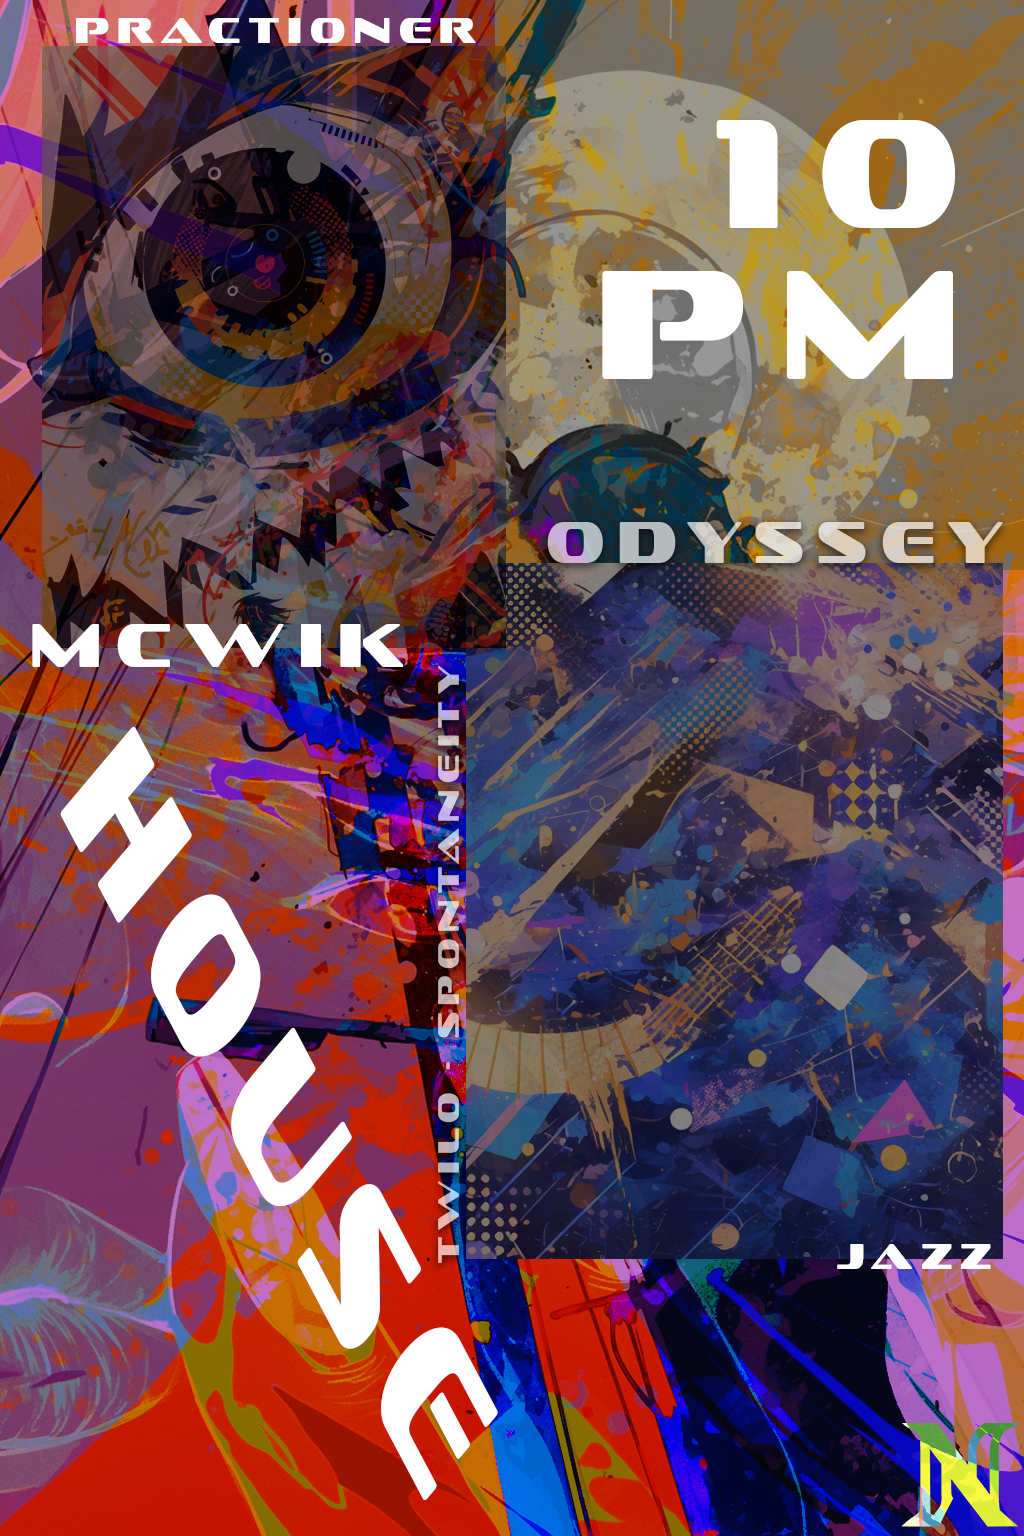 PRACTIONER
10
PM
ODYSSEY
MCWIK
TWILO -SPONTANEITY
HOUSE
JAZZ
N